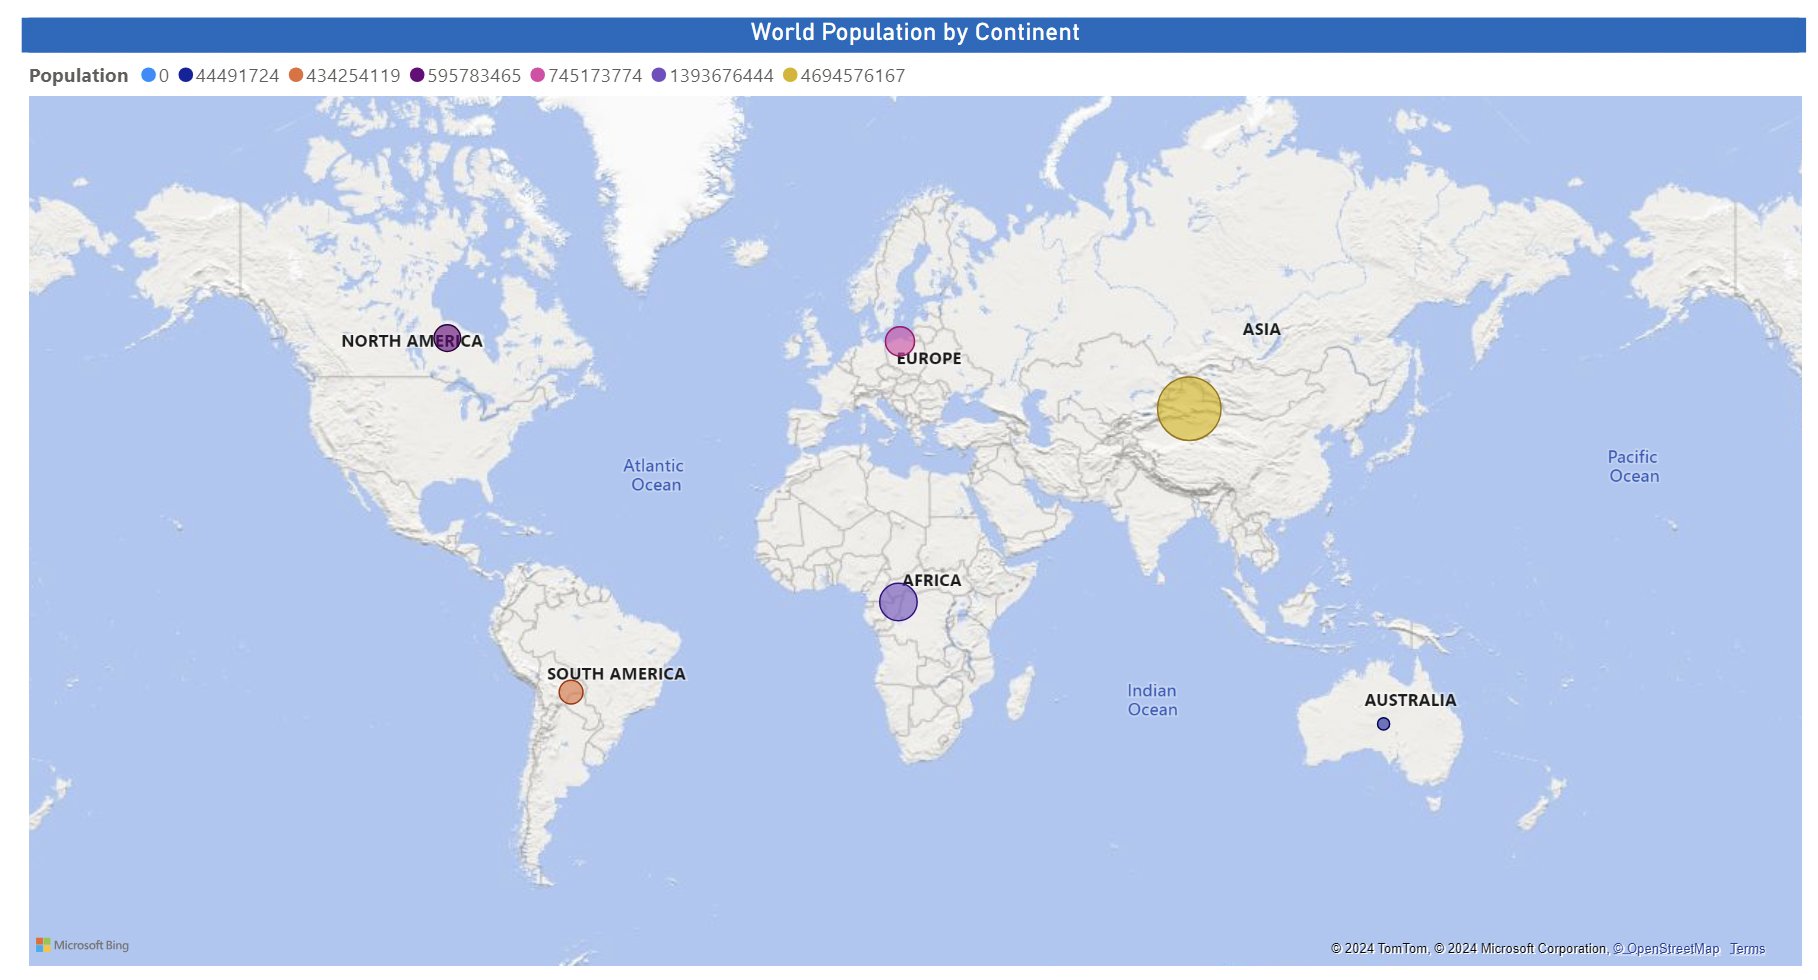 World Population by Continent
Population 0 44491724 434254119 595783465 745173774 1393676444 4694576167
ASIA
NORTH AMERICA
EUROPE
Atlantic
Ocean
Pacific
Ocean
AFRICA
SOUTH AMERICA
Indian
Ocean
AUSTRALIA
Microsoft Bing
© 2024 TomTom, © 2024 Microsoft Corporation, © OpenStreetMap Terms